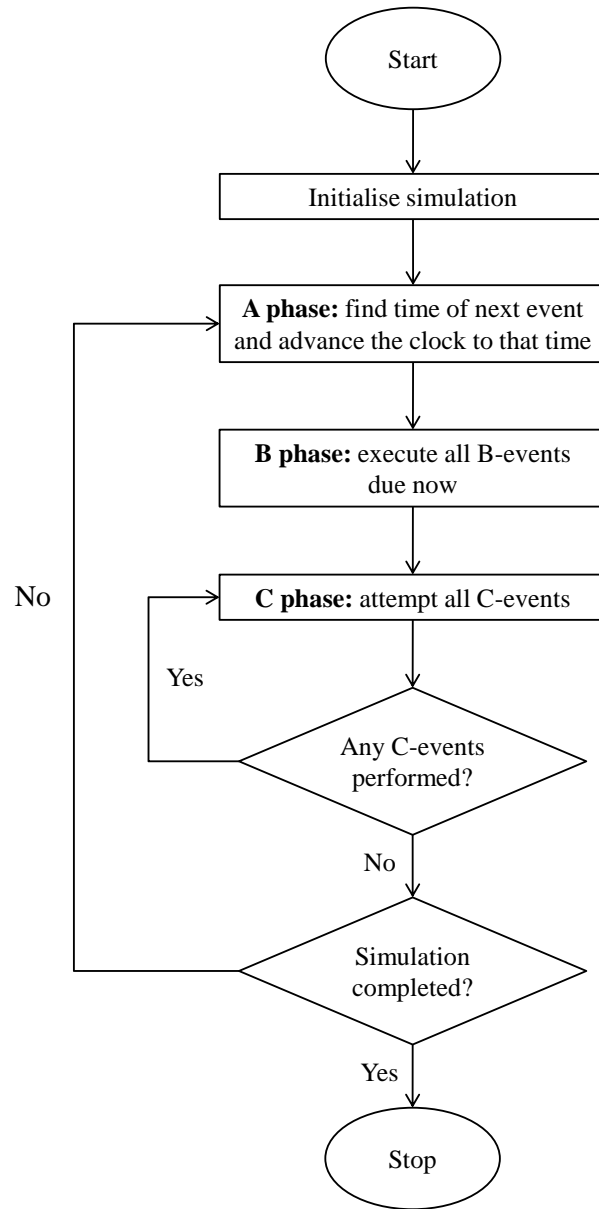 Start
Initialise simulation
A phase: find time of next event
and advance the clock to that time
B phase: execute all B-events
due now
C phase: attempt all C-events
No
Yes
Any C-events
performed?
No
Simulation
completed?
Yes
Stop